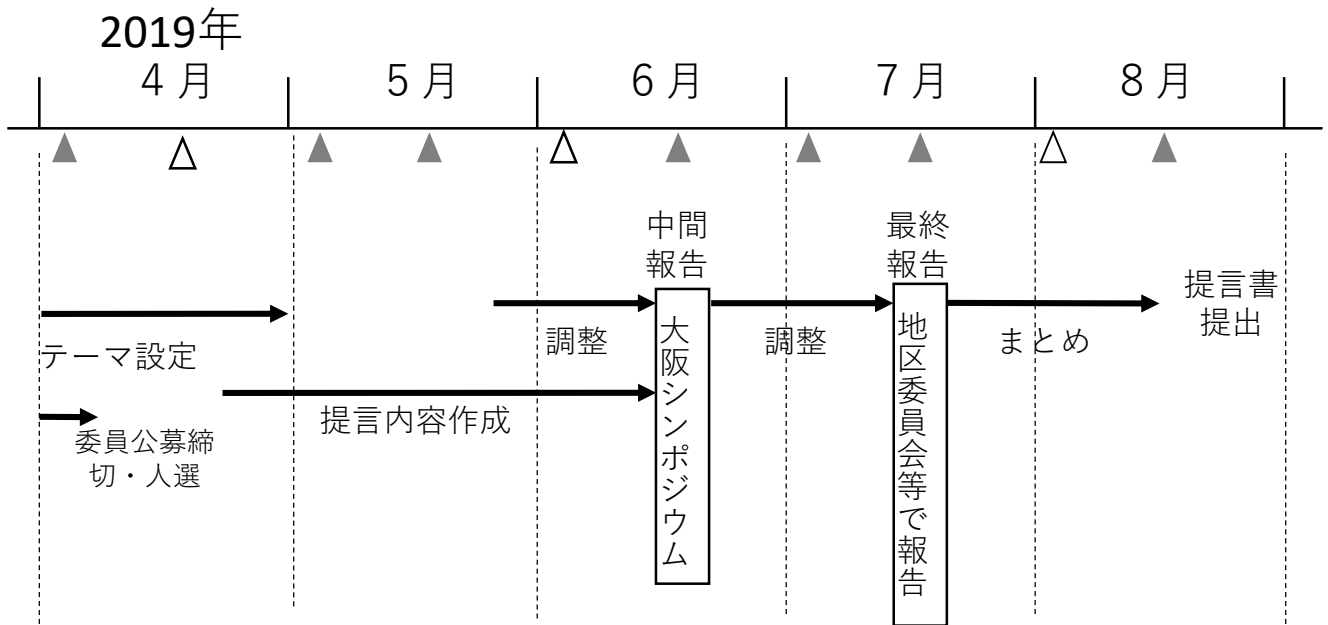 2019年
4月
5月
6月
7月
8月
中間
報告
最終
報告
提言書
提出
テーマ設定
調整
調整
まとめ
大阪シンポジウム
地区委員会等で報告
提言内容作成
委員公募締
切・人選